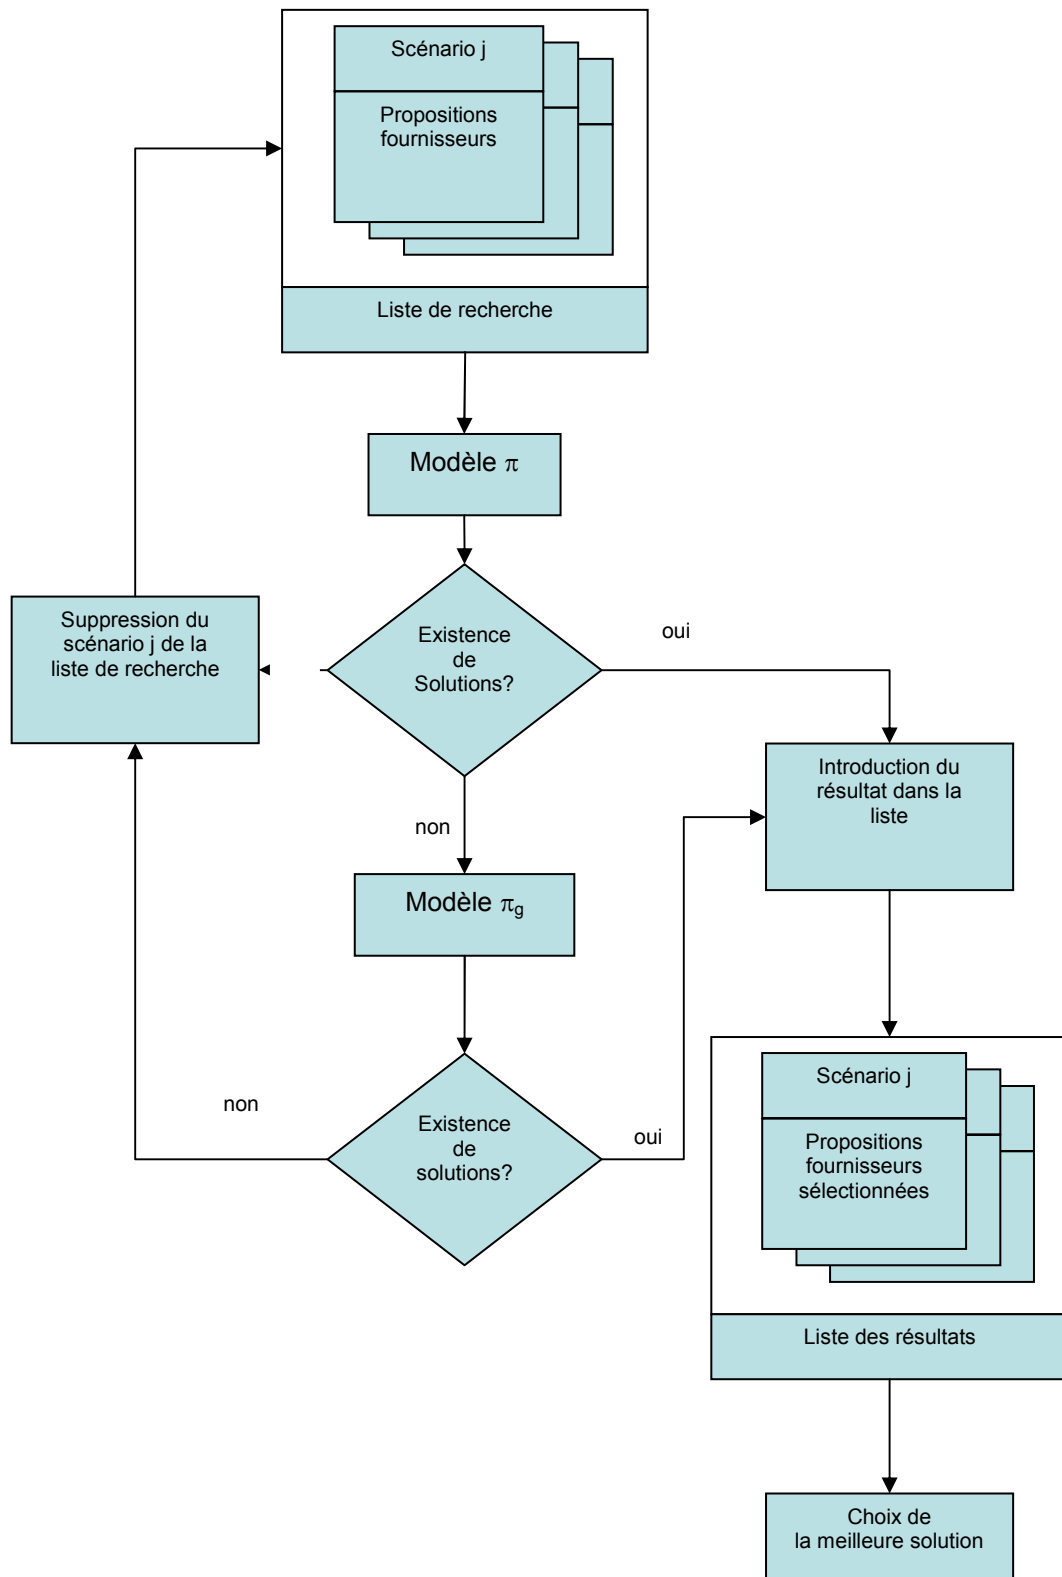 Scénario j
Propositions
fournisseurs
Liste de recherche
Modèle π
Suppression du
scénario j de la
liste de recherche
Existence
de
Solutions?
oui
Introduction du
résultat dans la
liste
non
Modèle πg
non
Existence
de
solutions?
oui
Scénario j
Propositions
fournisseurs
sélectionnées
Liste des résultats
Choix de
la meilleure solution